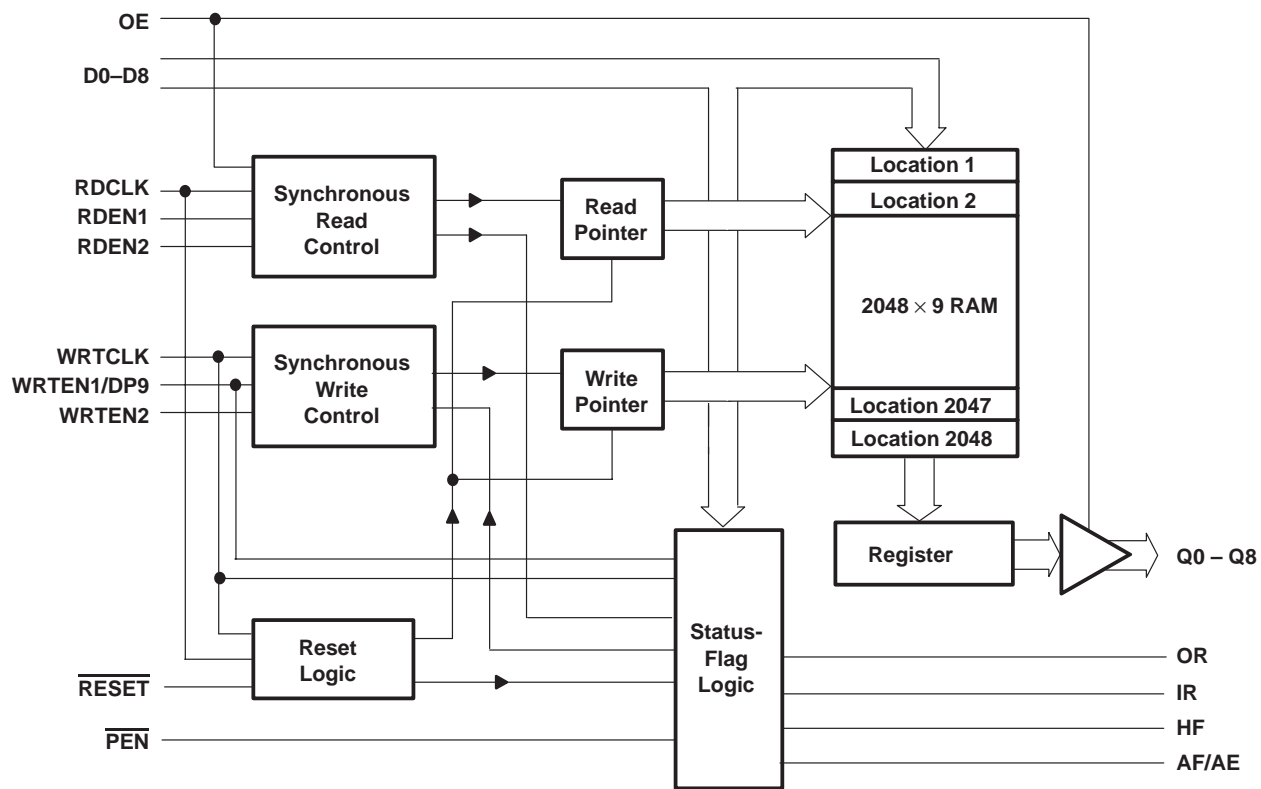 OE
D0–D8
RDCLK
RDEN1
RDEN2
Synchronous
Read
Control
Read
Pointer
Location 1
Location 2
2048 × 9 RAM
Location 2047
Location 2048
WRTCLK
WRTEN1/DP9
WRTEN2
Synchronous
Write
Control
Write
Pointer
Register
Q0 – Q8
Reset
Logic
RESET
PEN
Status-
Flag
Logic
OR
IR
HF
AF/AE